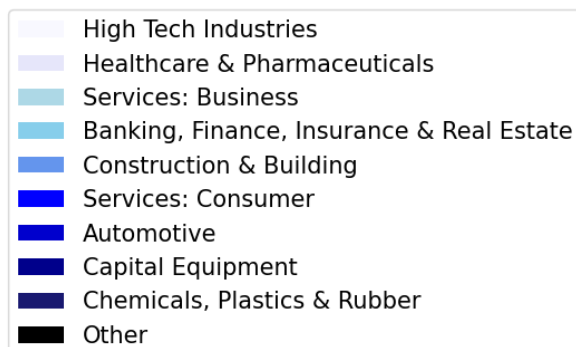 High Tech Industries
Healthcare & Pharmaceuticals
Services: Business
Banking, Finance, Insurance & Real Estate
Construction & Building
Services: Consumer
Automotive
Capital Equipment
Chemicals, Plastics & Rubber
Other